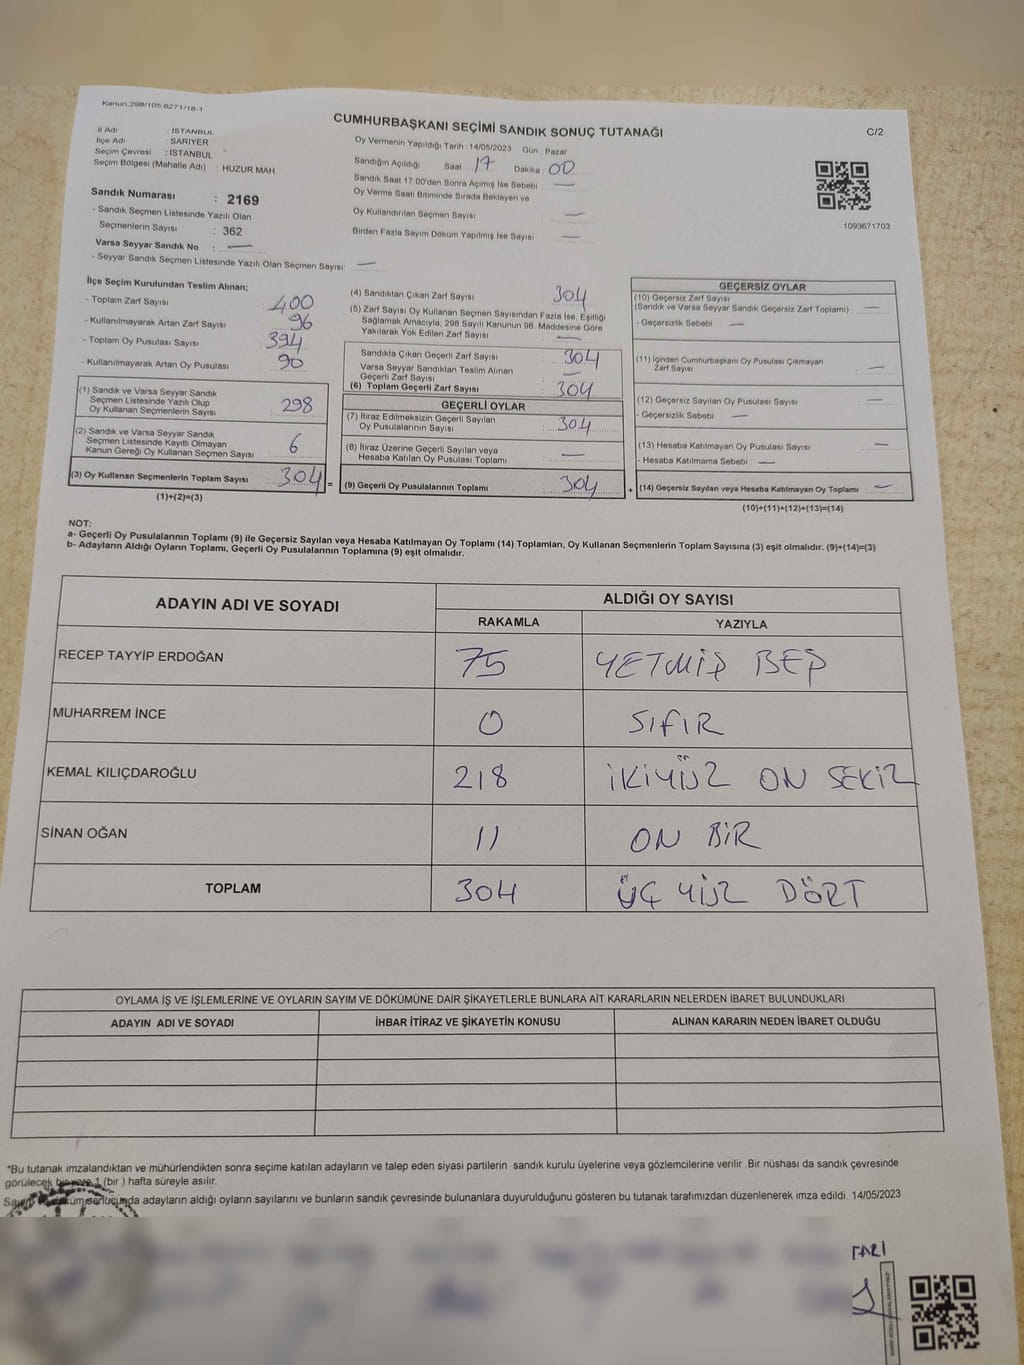 Kanun:298/105,6271/16-1
CUMHURBAŞKANI SEÇİMİ SANDIK SONUÇ TUTANAĞI
C/2
İl Adı : İSTANBUL
İlçe Adı : SARIYER
Seçim Çevresi : İSTANBUL
Seçim Bölgesi (Mahalle Adı) : HUZUR MAH.
Sandık Numarası : 2169
- Sandık Seçmen Listesinde Yazılı Olan
Seçmenlerin Sayısı : 362
Varsa Seyyar Sandık No : —
- Seyyar Sandık Seçmen Listesinde Yazılı Olan Seçmen Sayısı: —
Oy Vermenin Yapıldığı Tarih : 14/05/2023 Gün : Pazar
Sandığın Açıldığı Saat : 17 Dakika : 00
Sandık Saat 17:00'den Sonra Açımış İse Sebebi : —
Oy Verme Saati Bitiminde Sırada Bekleyen ve
Oy Kullandırılan Seçmen Sayısı : —
Birden Fazla Sayım Döküm Yapılmış İse Sayısı : —
1093671703
İlçe Seçim Kurulundan Teslim Alınan;
- Toplam Zarf Sayısı : 400
- Kullanılmayarak Artan Zarf Sayısı : 96
- Toplam Oy Pusulası Sayısı : 394
- Kullanılmayarak Artan Oy Pusulası : 90
(1) Sandık ve Varsa Seyyar Sandık
Seçmen Listesinde Yazılı Olup
Oy Kullanan Seçmenlerin Sayısı : 298
(2) Sandık ve Varsa Seyyar Sandık
Seçmen Listesinde Kayıtlı Olmayan
Kanun Gereği Oy Kullanan Seçmen Sayısı : 6
(3) Oy Kullanan Seçmenlerin Toplam Sayısı : 304 =
(1)+(2)=(3)
(4) Sandıktan Çıkan Zarf Sayısı : 304
(5) Zarf Sayısı Oy Kullanan Seçmen Sayısından Fazla İse, Eşitliği
Sağlamak Amacıyla, 298 Sayılı Kanunun 98. Maddesine Göre
Yakılarak Yok Edilen Zarf Sayısı : —
Sandıkta Çıkan Geçerli Zarf Sayısı : 304
Varsa Seyyar Sandıktan Teslim Alınan
Geçerli Zarf Sayısı : —
(6) Toplam Geçerli Zarf Sayısı : 304
GEÇERLİ OYLAR
(7) İtiraz Edilmeksizin Geçerli Sayılan
Oy Pusulalarının Sayısı : 304
(8) İtiraz Üzerine Geçerli Sayılan veya
Hesaba Katılan Oy Pusulası Toplamı : —
(9) Geçerli Oy Pusulalarının Toplamı : 304 +
GEÇERSİZ OYLAR
(10) Geçersiz Zarf Sayısı
(Sandık ve Varsa Seyyar Sandık Geçersiz Zarf Toplamı) : —
- Geçersizlik Sebebi : —
(11) İçinden Cumhurbaşkanı Oy Pusulası Çıkmayan
Zarf Sayısı : —
(12) Geçersiz Sayılan Oy Pusulası Sayısı : —
- Geçersizlik Sebebi : —
(13) Hesaba Katılmayan Oy Pusulası Sayısı : —
- Hesaba Katılmama Sebebi : —
(14) Geçersiz Sayılan veya Hesaba Katılmayan Oy Toplamı : —
(10)+(11)+(12)+(13)=(14)
NOT:
a- Geçerli Oy Pusulalarının Toplamı (9) ile Geçersiz Sayılan veya Hesaba Katılmayan Oy Toplamı (14) Toplamları, Oy Kullanan Seçmenlerin Toplam Sayısına (3) eşit olmalıdır. (9)+(14)=(3)
b- Adayların Aldığı Oyların Toplamı, Geçerli Oy Pusulalarının Toplamına (9) eşit olmalıdır.
ADAYIN ADI VE SOYADI ALDIĞI OY SAYISI
RAKAMLA YAZIYLA
RECEP TAYYİP ERDOĞAN 75 YETMİŞ BEŞ
MUHARREM İNCE 0 SIFIR
KEMAL KILIÇDAROĞLU 218 İKİYÜZ ON SEKİZ
SİNAN OĞAN 11 ON BİR
TOPLAM 304 ÜÇ YÜZ DÖRT
OYLAMA İŞ VE İŞLEMLERİNE VE OYLARIN SAYIM VE DÖKÜMÜNE DAİR ŞİKAYETLERLE BUNLARA AİT KARARLARIN NELERDEN İBARET BULUNDUKLARI
ADAYIN ADI VE SOYADI İHBAR İTİRAZ VE ŞİKAYETİN KONUSU ALINAN KARARIN NEDEN İBARET OLDUĞU
"Bu tutanak imzalandıktan ve mühürlendikten sonra seçime katılan adayların ve talep eden siyasi partilerin sandık kurulu üyelerine veya gözlemcilerine verilir. Bir nüshası da sandık çevresinde
görülecek bir yere 1 (bir ) hafta süreyle asılır.
Sayım sonucunda adayların aldığı oyların sayılarını ve bunların sandık çevresinde bulunanlara duyurulduğunu gösteren bu tutanak tarafımızdan düzenlenerek imza edildi. 14/05/2023